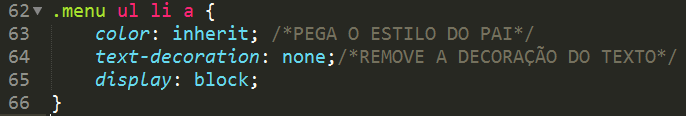 62▼ .menu ul li a {
63 color: inherit; /*PEGA O ESTILO DO PAI*/
64 text-decoration: none;/*REMOVE A DECORAÇÃO DO TEXTO*/
65 display: block;
66 }